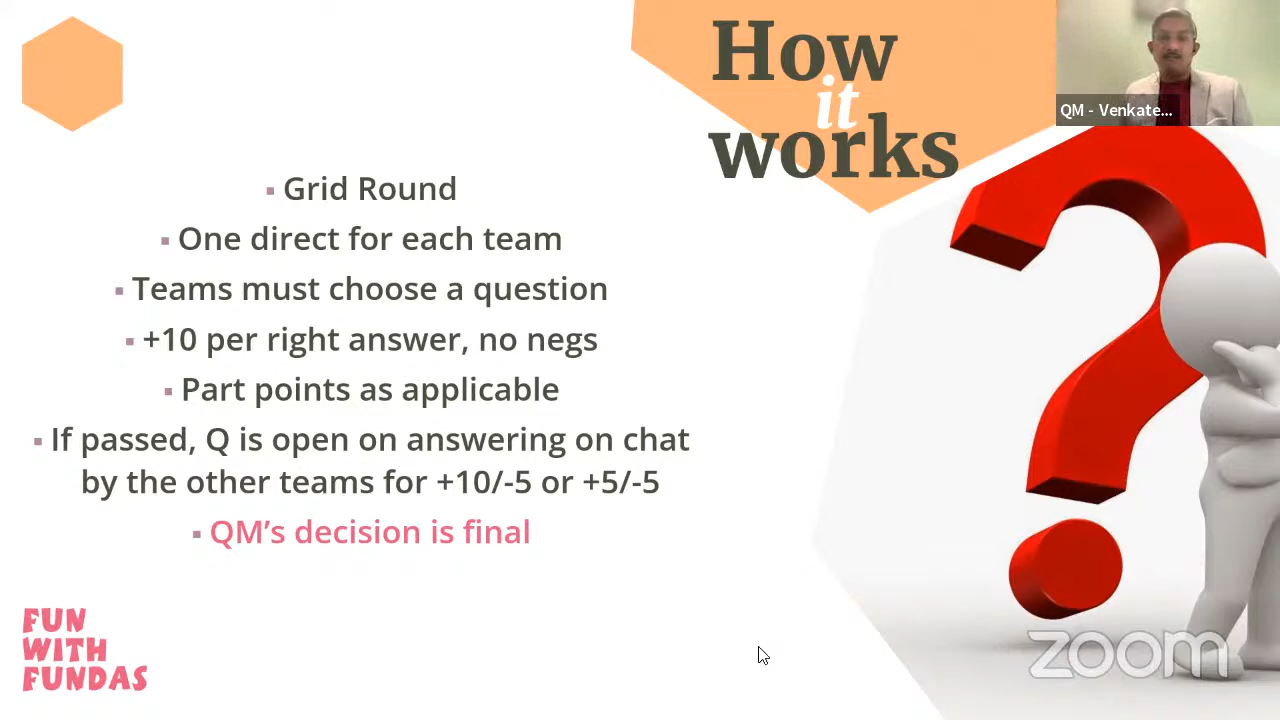 How
it
works
QM - Venkate...
Grid Round
One direct for each team
Teams must choose a question
+10 per right answer, no negs
Part points as applicable
If passed, Q is open on answering on chat
by the other teams for +10/-5 or +5/-5
QM’s decision is final
FUN
WITH
FUNDAS
zoom